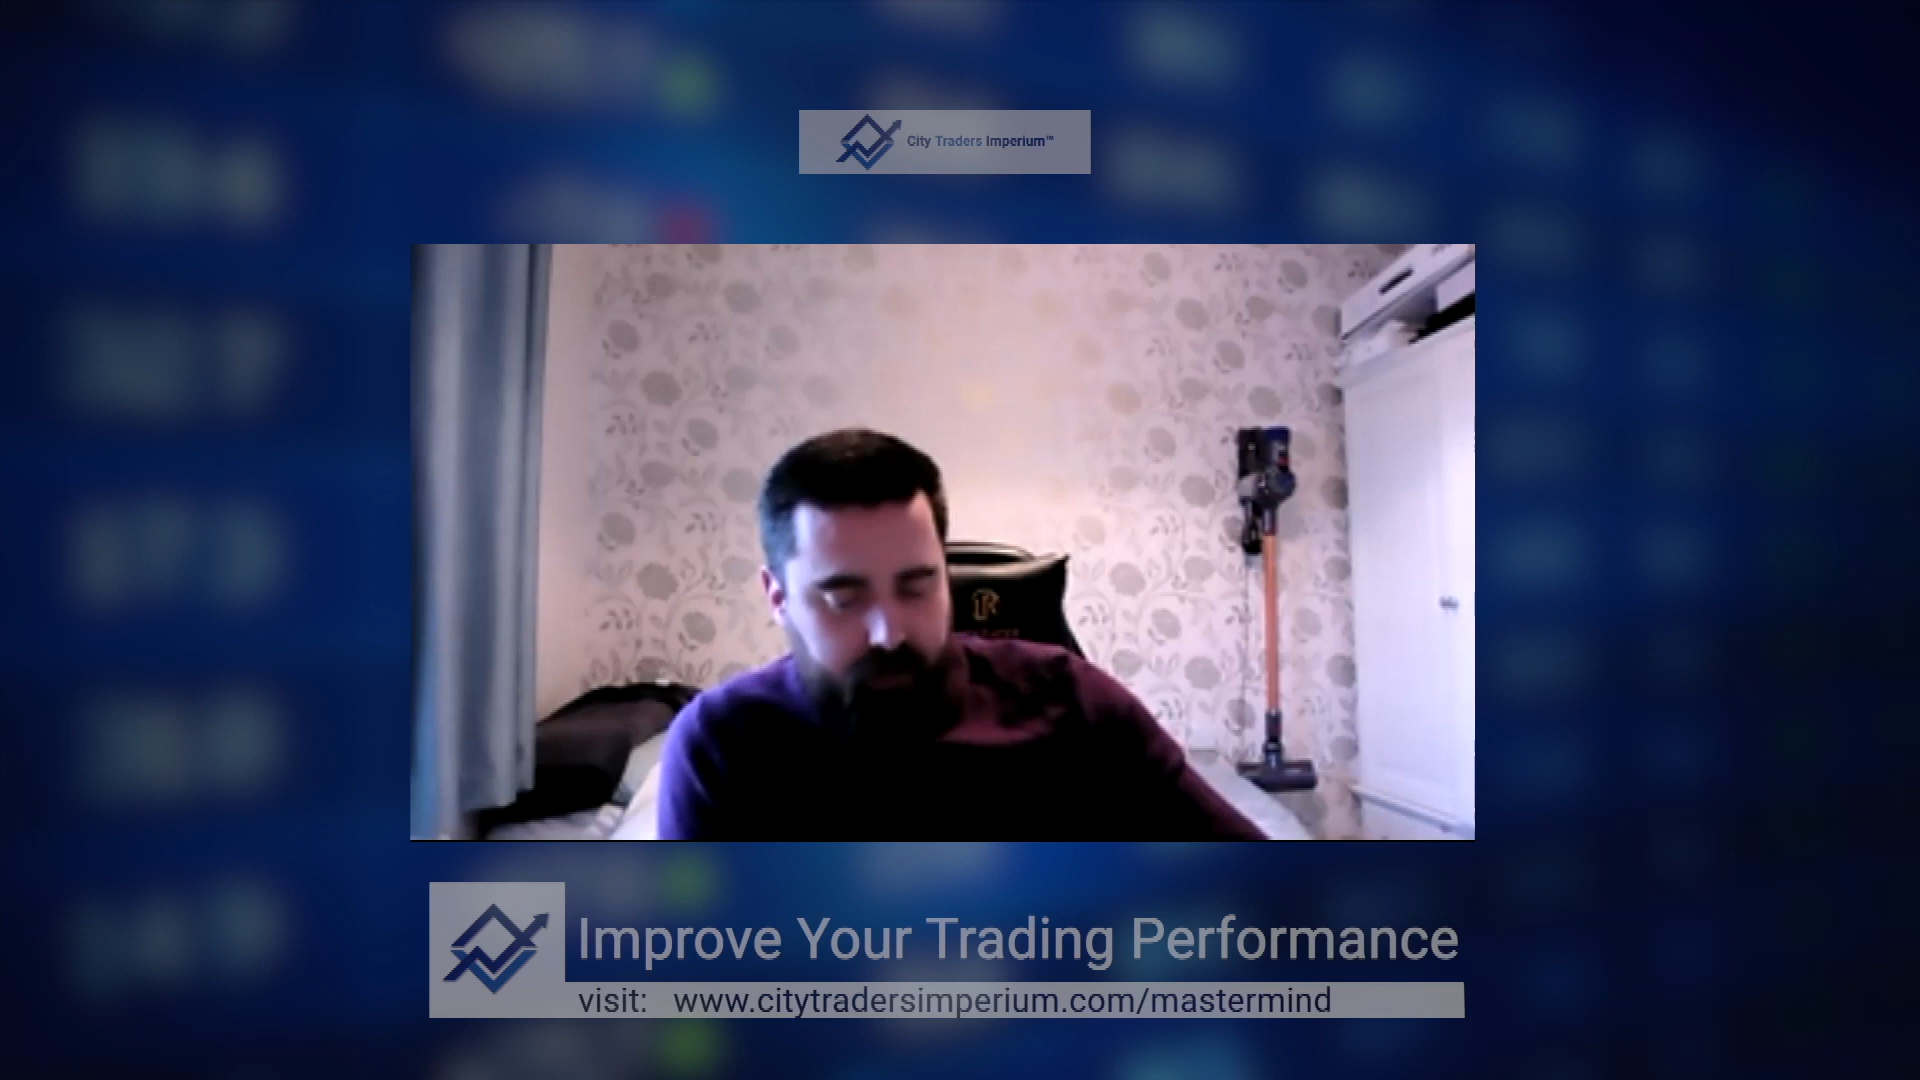 City Traders Imperium™
Improve Your Trading Performance
visit: www.citytradersimperium.com/mastermind